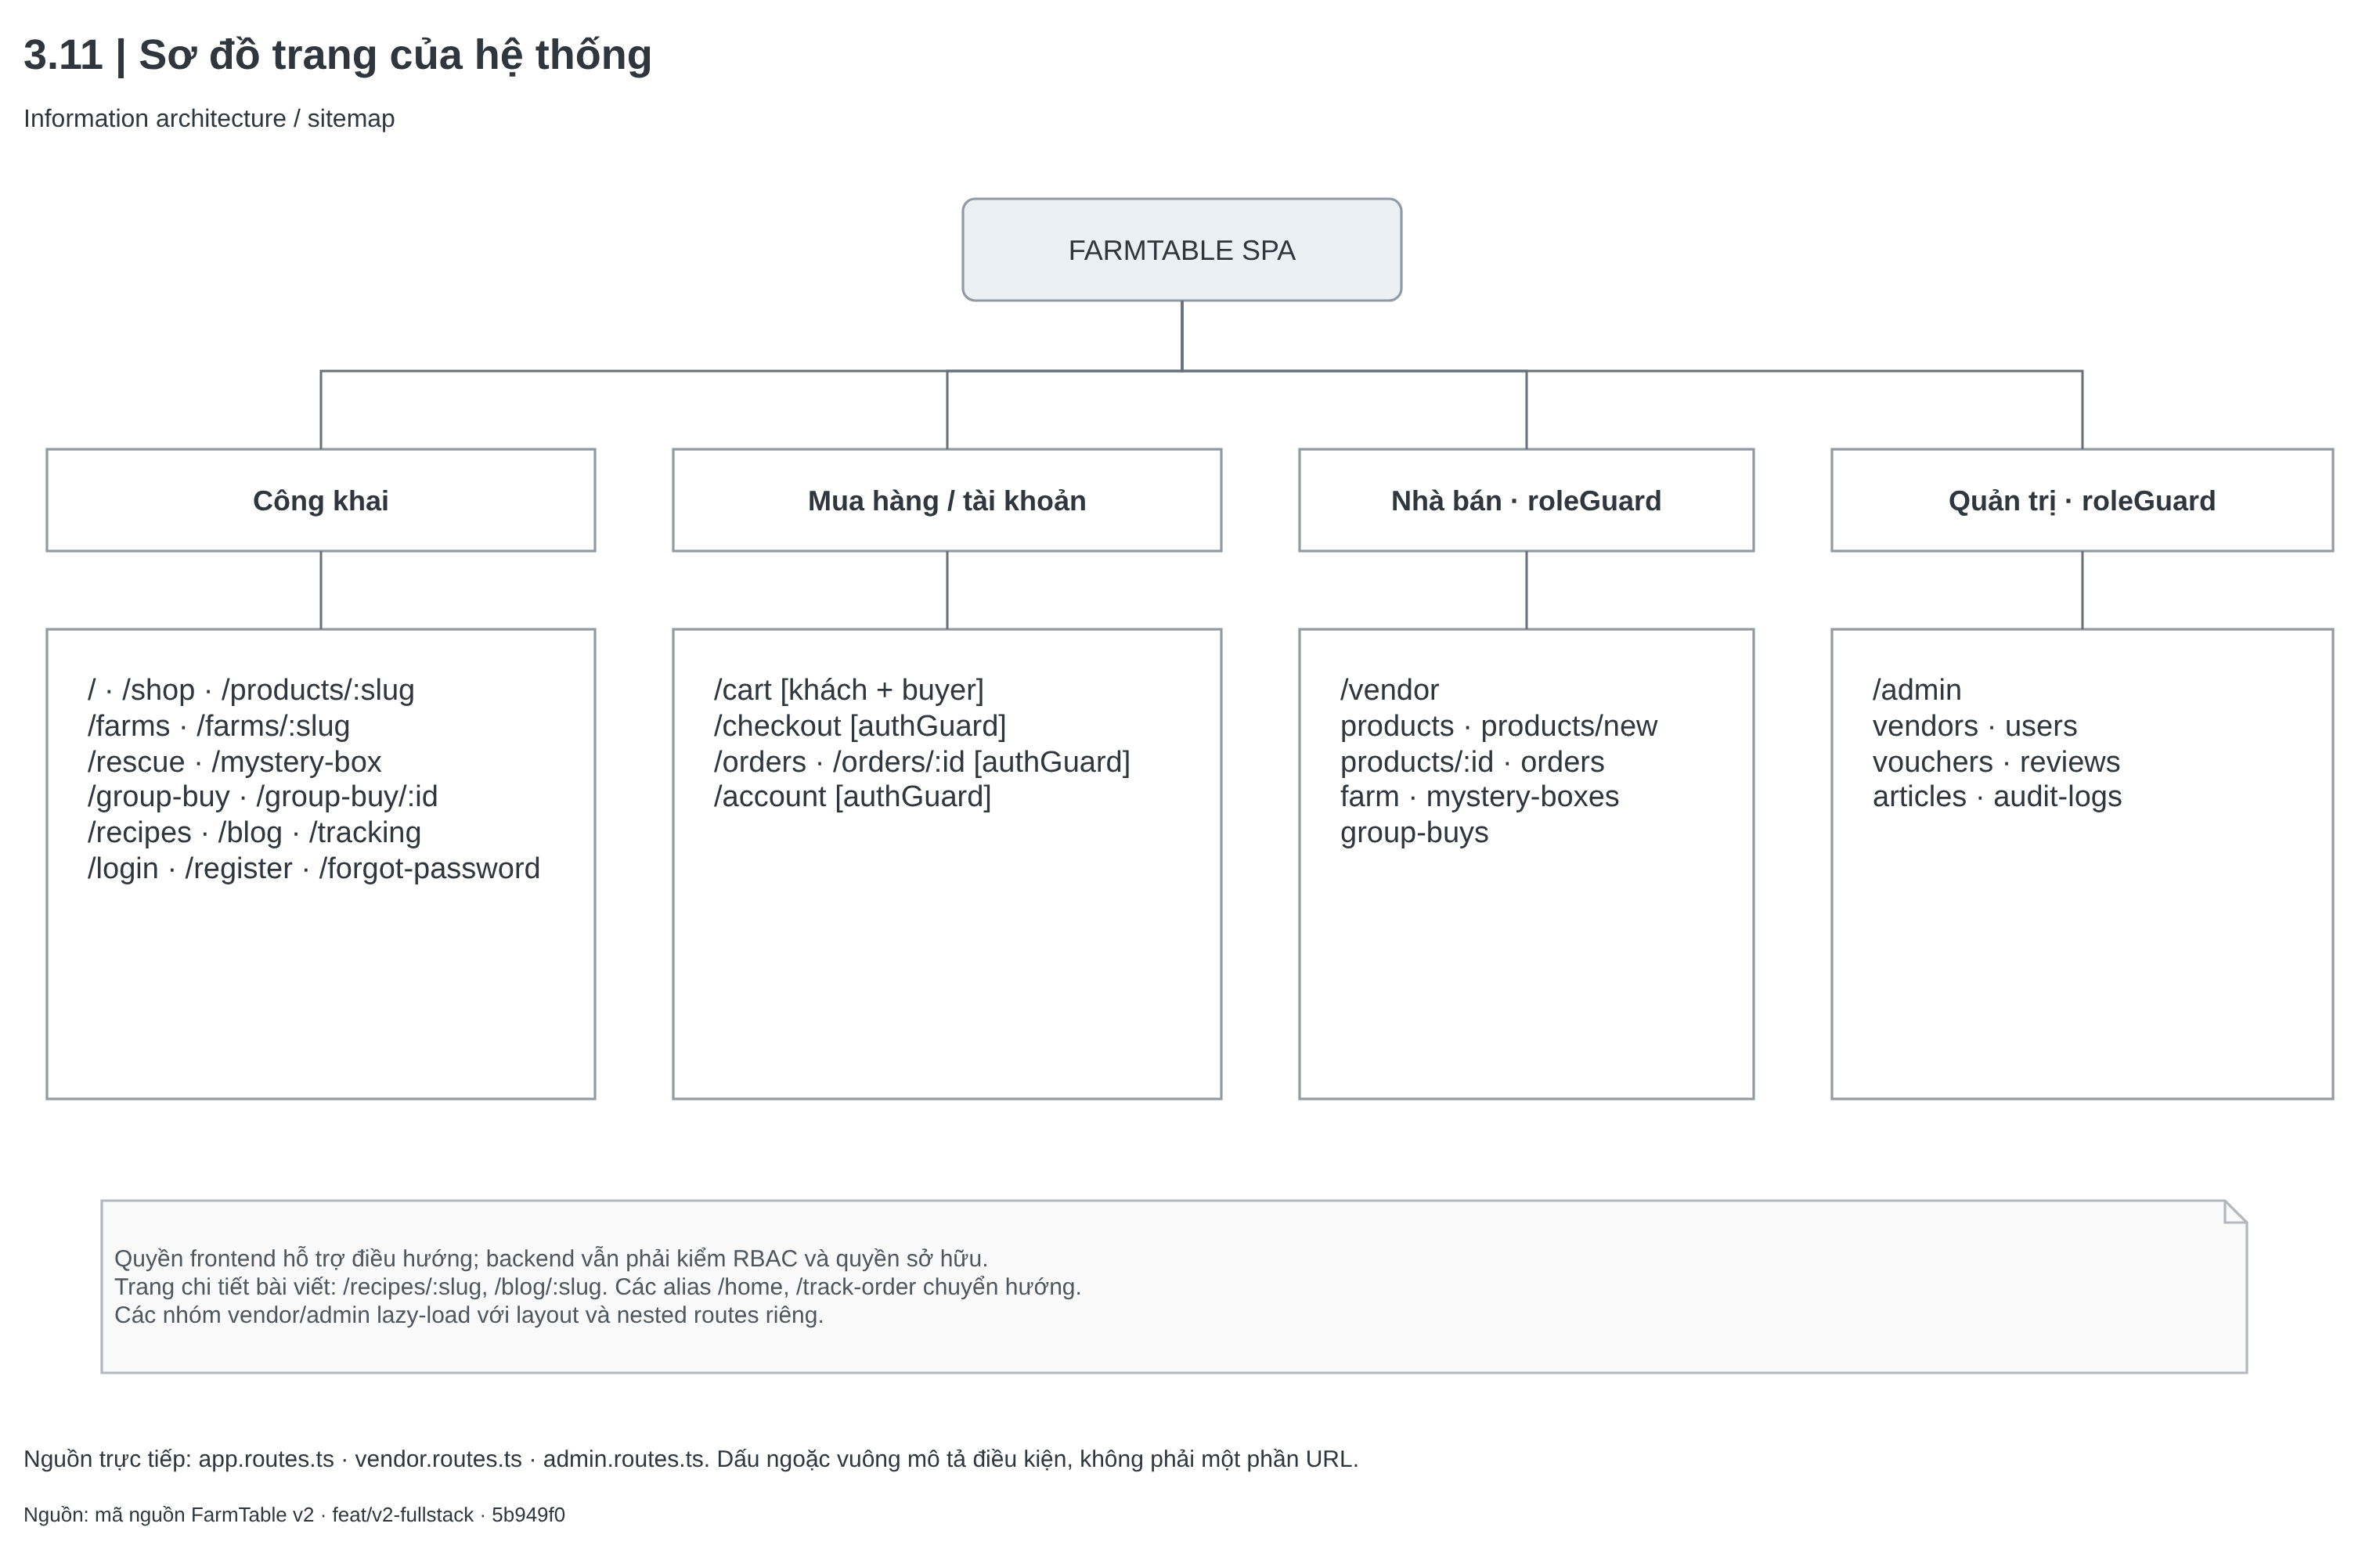 3.11 | Sơ đồ trang của hệ thống
Information architecture / sitemap
FARMTABLE SPA
Công khai
Mua hàng / tài khoản
Nhà bán · roleGuard
Quản trị · roleGuard
/ · /shop · /products/:slug
/farms · /farms/:slug
/rescue · /mystery-box
/group-buy · /group-buy/:id
/recipes · /blog · /tracking
/login · /register · /forgot-password
/cart [khách + buyer]
/checkout [authGuard]
/orders · /orders/:id [authGuard]
/account [authGuard]
/vendor
products · products/new
products/:id · orders
farm · mystery-boxes
group-buys
/admin
vendors · users
vouchers · reviews
articles · audit-logs
Quyền frontend hỗ trợ điều hướng; backend vẫn phải kiểm RBAC và quyền sở hữu.
Trang chi tiết bài viết: /recipes/:slug, /blog/:slug. Các alias /home, /track-order chuyển hướng.
Các nhóm vendor/admin lazy-load với layout và nested routes riêng.
Nguồn trực tiếp: app.routes.ts · vendor.routes.ts · admin.routes.ts. Dấu ngoặc vuông mô tả điều kiện, không phải một phần URL.
Nguồn: mã nguồn FarmTable v2 · feat/v2-fullstack · 5b949f0